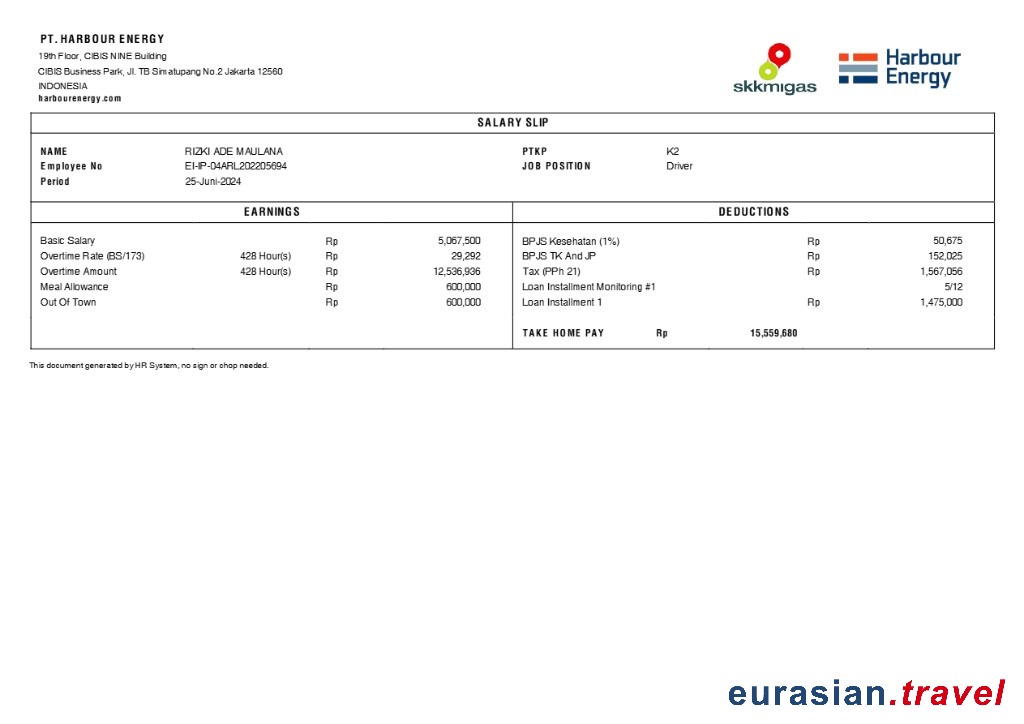 PT. HARBOUR ENERGY
19th Floor, CIBIS NINE Building
CIBIS Business Park, Jl. TB Simatupang No.2 Jakarta 12560
INDONESIA
harbourenergy.com
skkmigas
Harbour
Energy
SALARY SLIP
NAME RIZKI ADE MAULANA PTKP K2
Employee No EI-IP-04ARL202205694 JOB POSITION Driver
Period 25-Juni-2024
EARNINGS DEDUCTIONS
Basic Salary Rp 5,067,500 BPJS Kesehatan (1%) Rp 50,675
Overtime Rate (BS/173) 428 Hour(s) Rp 29,292 BPJS TK And JP Rp 152,025
Overtime Amount 428 Hour(s) Rp 12,536,936 Tax (PPh 21) Rp 1,567,056
Meal Allowance Rp 600,000 Loan Installment Monitoring #1 5/12
Out Of Town Rp 600,000 Loan Installment 1 Rp 1,475,000
TAKE HOME PAY Rp 15,559,680
This document generated by HR System, no sign or chop needed.
eurasian.travel